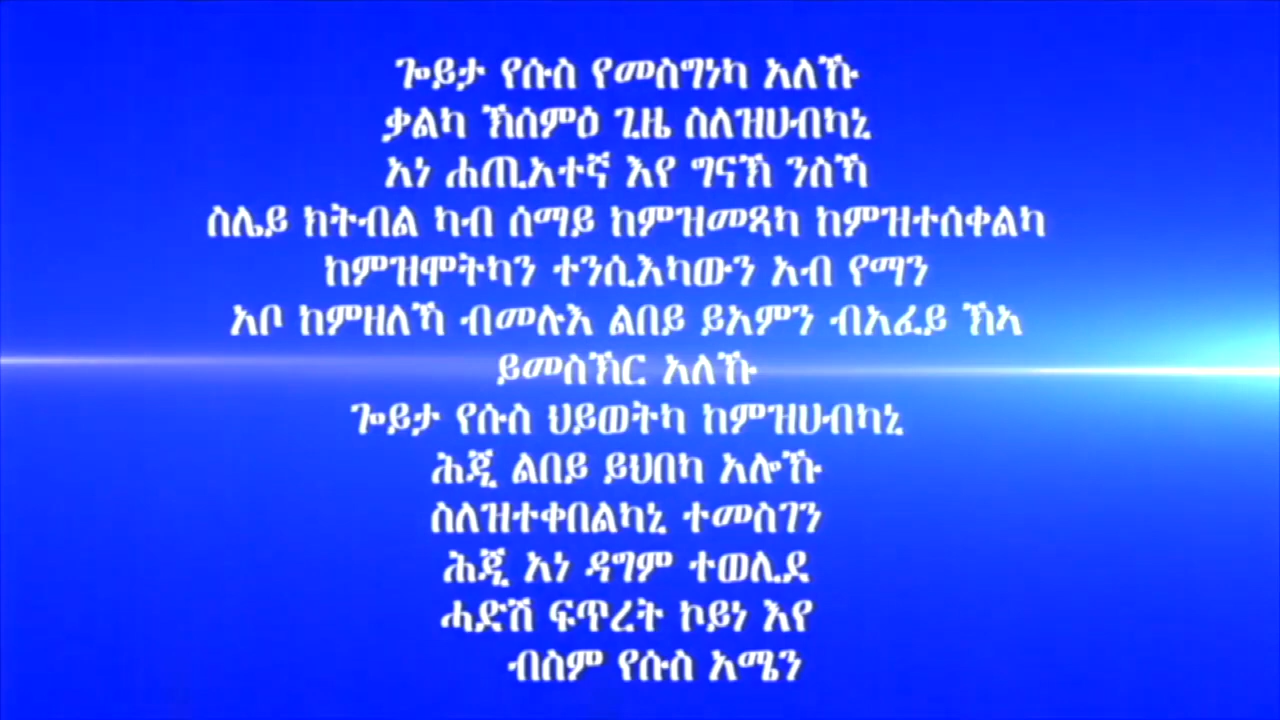 ጐይታ የሱስ የመስግነካ አለኹ
ቃልካ ኽሰምዕ ጊዜ ስለዝሀብካኒ
አነ ሐጢአተኛ እየ ግናኽ ንስኻ
ስሌይ ክትብል ካብ ሰማይ ከምዝመጻካ ከምዝተሰቀልካ
ከምዝሞትካን ተንሲእካውን አብ የማን
አቦ ከምዘለኻ ብመሉእ ልበይ ይአምን ብአፈይ ኽኣ
ይመስኽር አለኹ
ጐይታ የሱስ ህይወትካ ከምዝሀብካኒ
ሕጂ ልበይ ይህበካ አሎኹ
ስለዝተቀበልካኒ ተመስገን
ሕጂ አነ ዳግም ተወሊደ
ሓድሽ ፍጥረት ኮይነ እየ
ብስም የሱስ አሜን